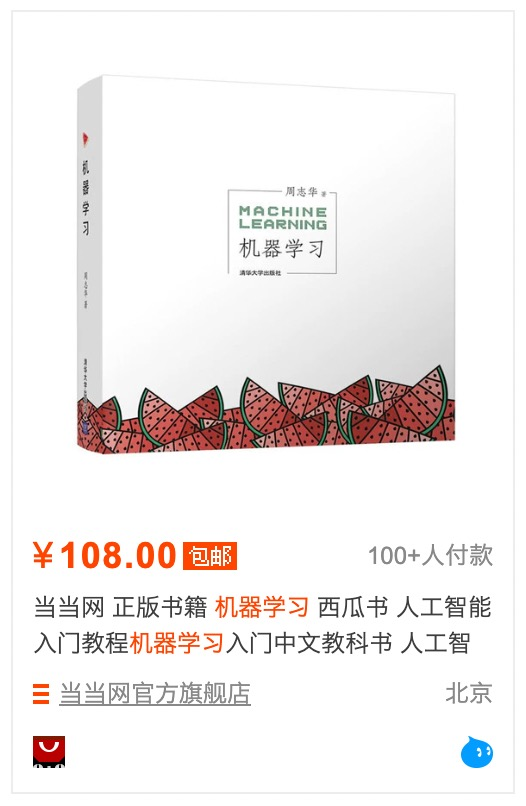 机器学习
周志华 著
周志华 著
MACHINE
LEARNING
机器学习
清华大学出版社
¥108.00 包邮
100+人付款
当当网 正版书籍 机器学习 西瓜书 人工智能
入门教程机器学习入门中文教科书 人工智
当当网官方旗舰店
北京